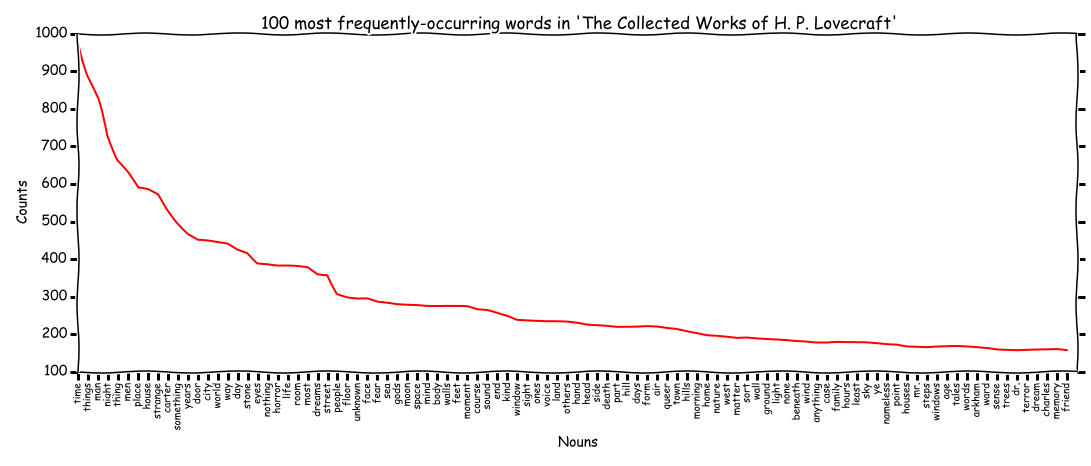 100 most frequently-occurring words in 'The Collected Works of H. P. Lovecraft'
1000
900
800
700
600
500
400
300
200
100
Counts
time
things
man
night
thing
men
place
house
strange
carter
something
years
door
city
world
way
day
stone
eyes
nothing
horror
life
room
most
dreams
street
people
floor
unknown
face
fear
sea
gods
moon
space
mind
body
walls
feet
moment
course
sound
end
kind
window
sight
ones
voice
land
others
hand
head
side
death
part
hill
days
form
air
queer
town
hills
morning
home
nature
west
matter
sort
wall
ground
light
none
beneath
wind
anything
case
family
hours
least
sky
ye
nameless
point
houses
mr.
steps
windows
age
tales
words
arkham
ward
sense
trees
dr.
terror
dream
charles
memory
friend
Nouns